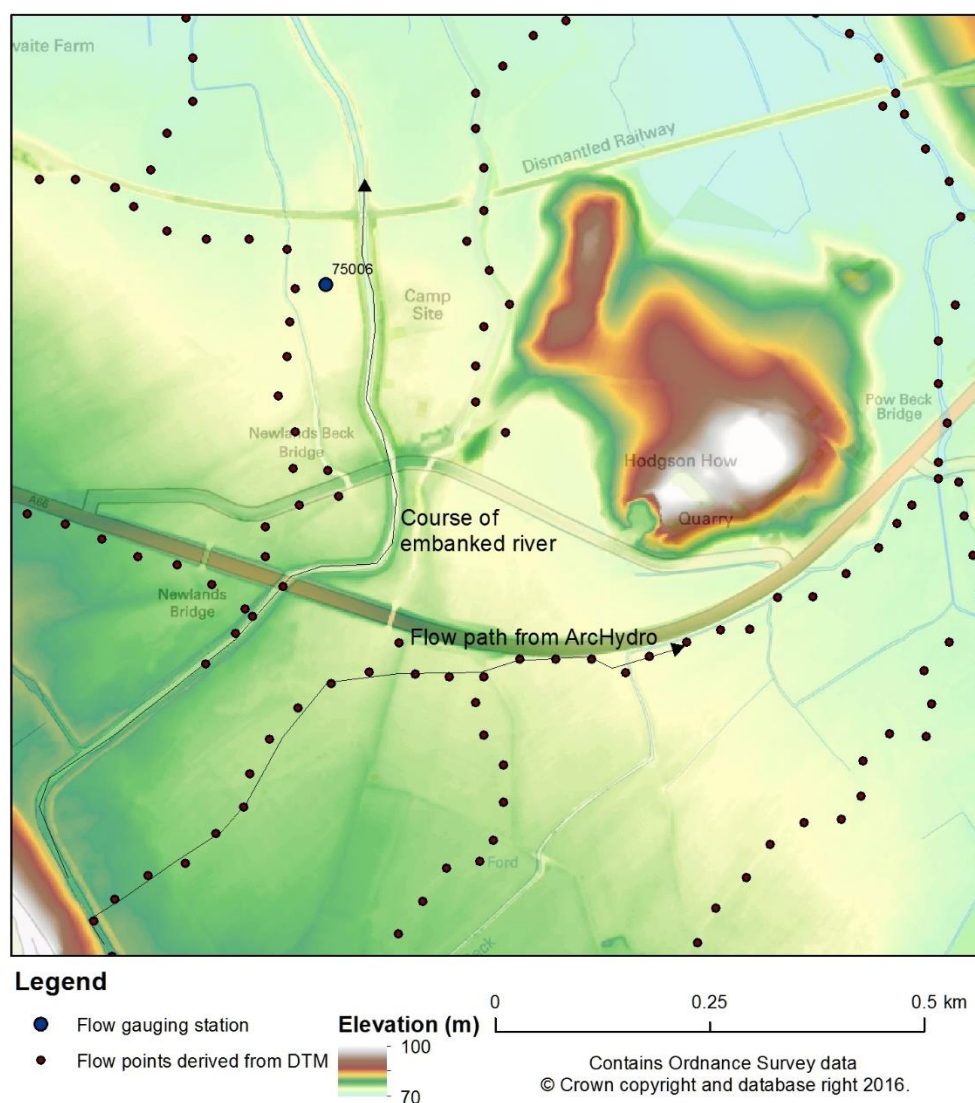 waite Farm
Dismantled Railway
75006
Camp
Site
Newlands Beck
Bridge
Pow Beck
Bridge
Hodgson How
Quarry
A66
Course of
embanked river
Newlands
Bridge
Flow path from ArcHydro
Ford
eck
Legend
Flow gauging station
Flow points derived from DTM
Elevation (m)
100
70
0 0.25 0.5 km
Contains Ordnance Survey data
© Crown copyright and database right 2016.